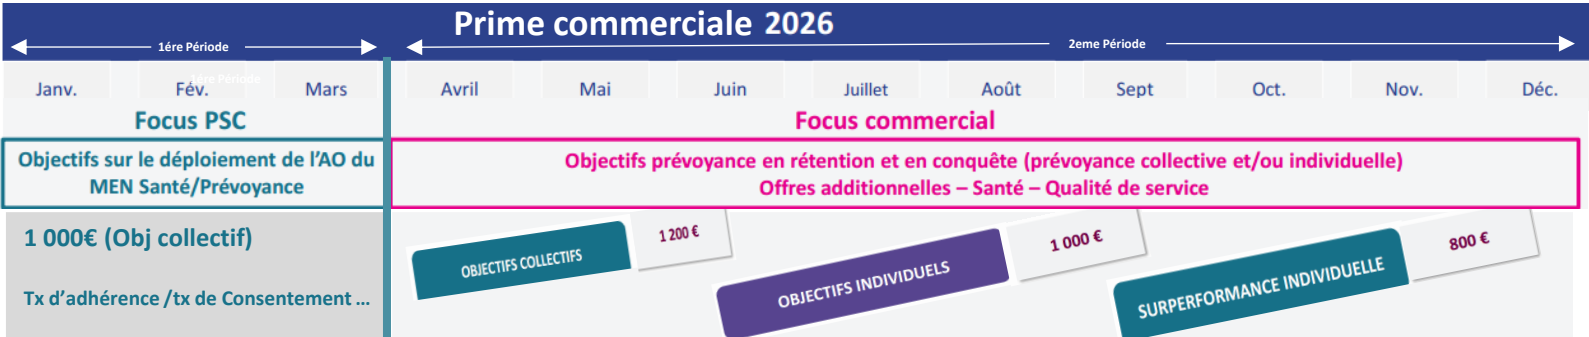 Prime commerciale 2026
1ére Période
2eme Période
1ére Période
Janv. Fév. Mars Avril Mai Juin Juillet Août Sept Oct. Nov. Déc.
Focus PSC
Focus commercial
Objectifs sur le déploiement de l'AO du
MEN Santé/Prévoyance
Objectifs prévoyance en rétention et en conquête (prévoyance collective et/ou individuelle)
Offres additionnelles – Santé – Qualité de service
1 000€ (Obj collectif)
Tx d'adhérence /tx de Consentement ...
OBJECTIFS COLLECTIFS
1 200 €
OBJECTIFS INDIVIDUELS
1 000 €
SURPERFORMANCE INDIVIDUELLE
800 €